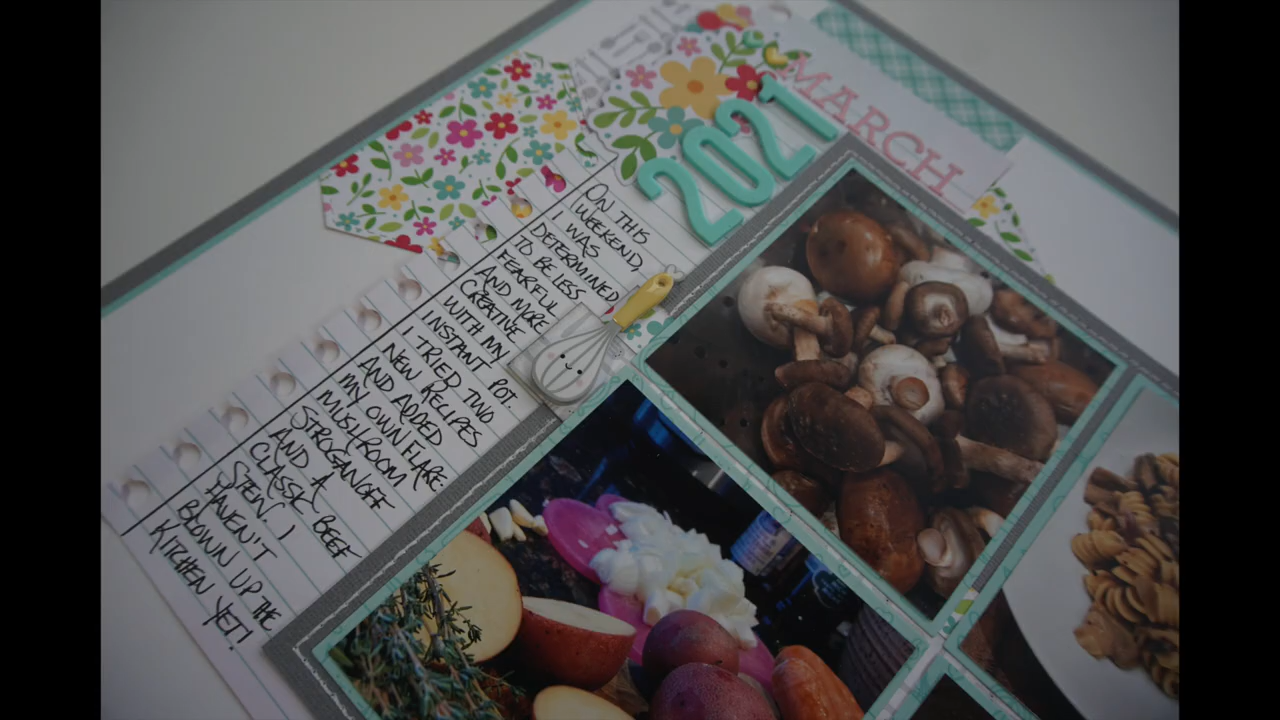 MARCH
2021
ON THIS
WEEKEND,
I WAS
DETERMINED
TO BE LESS
FEARFUL
AND MORE
CREATIVE
WITH MY
INSTANT POT.
I TRIED TWO
NEW RECIPES
AND ADDED
MY OWN FLARE.
MUSHROOM
STROGANOFF
AND A
CLASSIC BEEF
STEW. I
HAVEN'T
BROWN UP THE
KITCHEN YET!